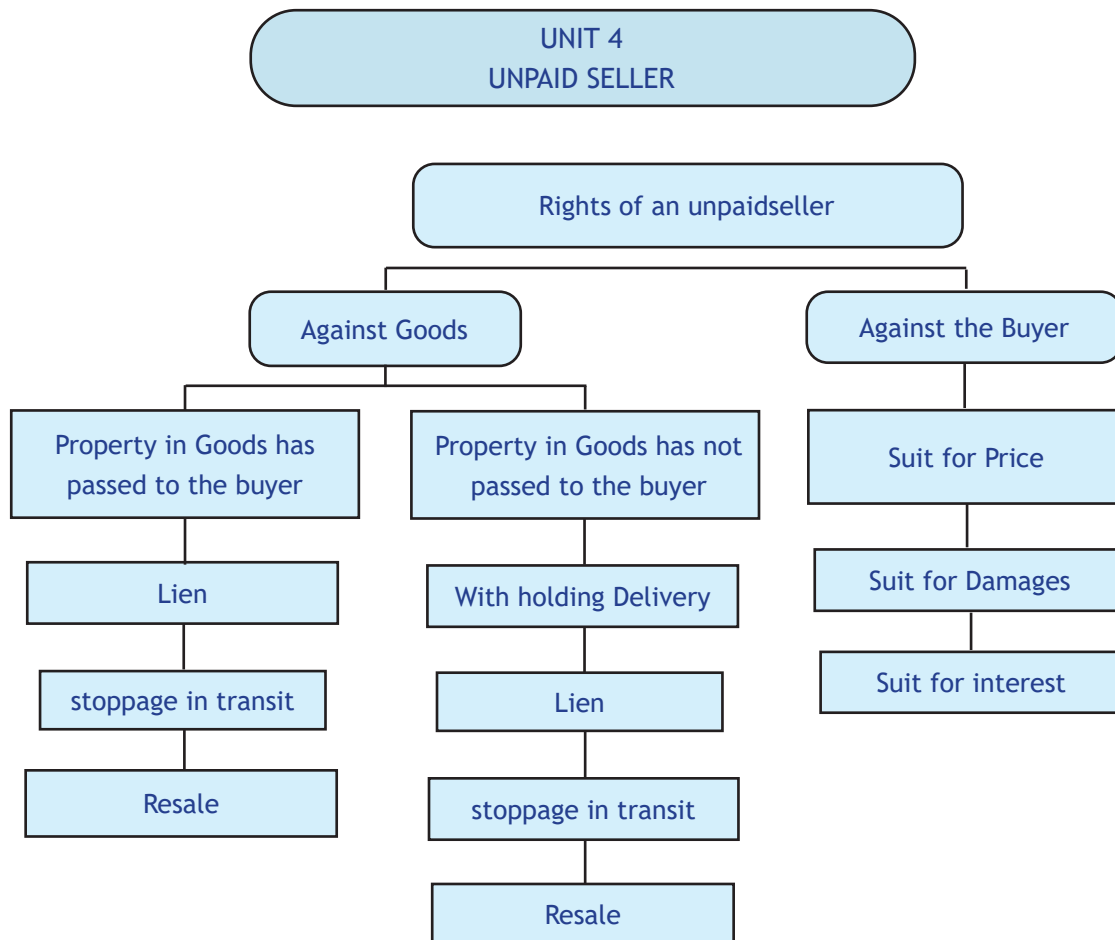 UNIT 4
UNPAID SELLER
Rights of an unpaidseller
Against Goods
Against the Buyer
Property in Goods has
passed to the buyer
Property in Goods has not
passed to the buyer
Suit for Price
Lien
With holding Delivery
Suit for Damages
stoppage in transit
Lien
Suit for interest
Resale
stoppage in transit
Resale